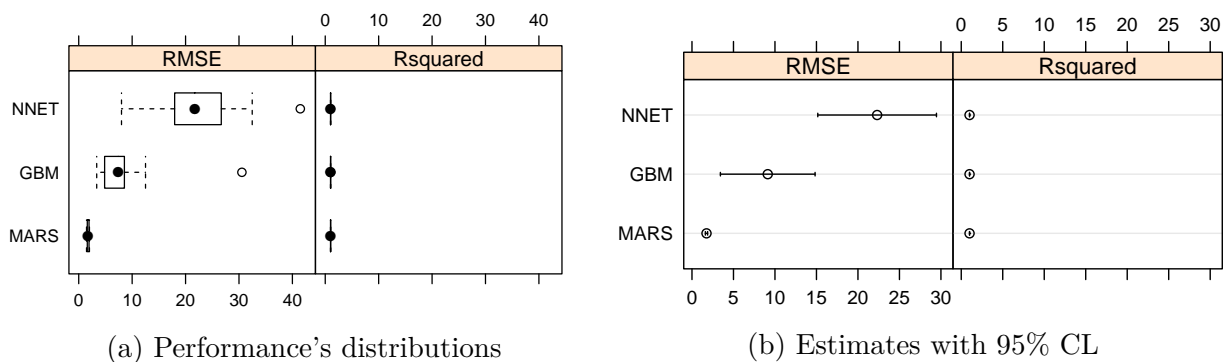 0 10 20 30 40
RMSE Rsquared
NNET
GBM
MARS
0 10 20 30 40
(a) Performance's distributions
0 5 10 15 20 25 30
RMSE Rsquared
NNET
GBM
MARS
0 5 10 15 20 25 30
(b) Estimates with 95% CL